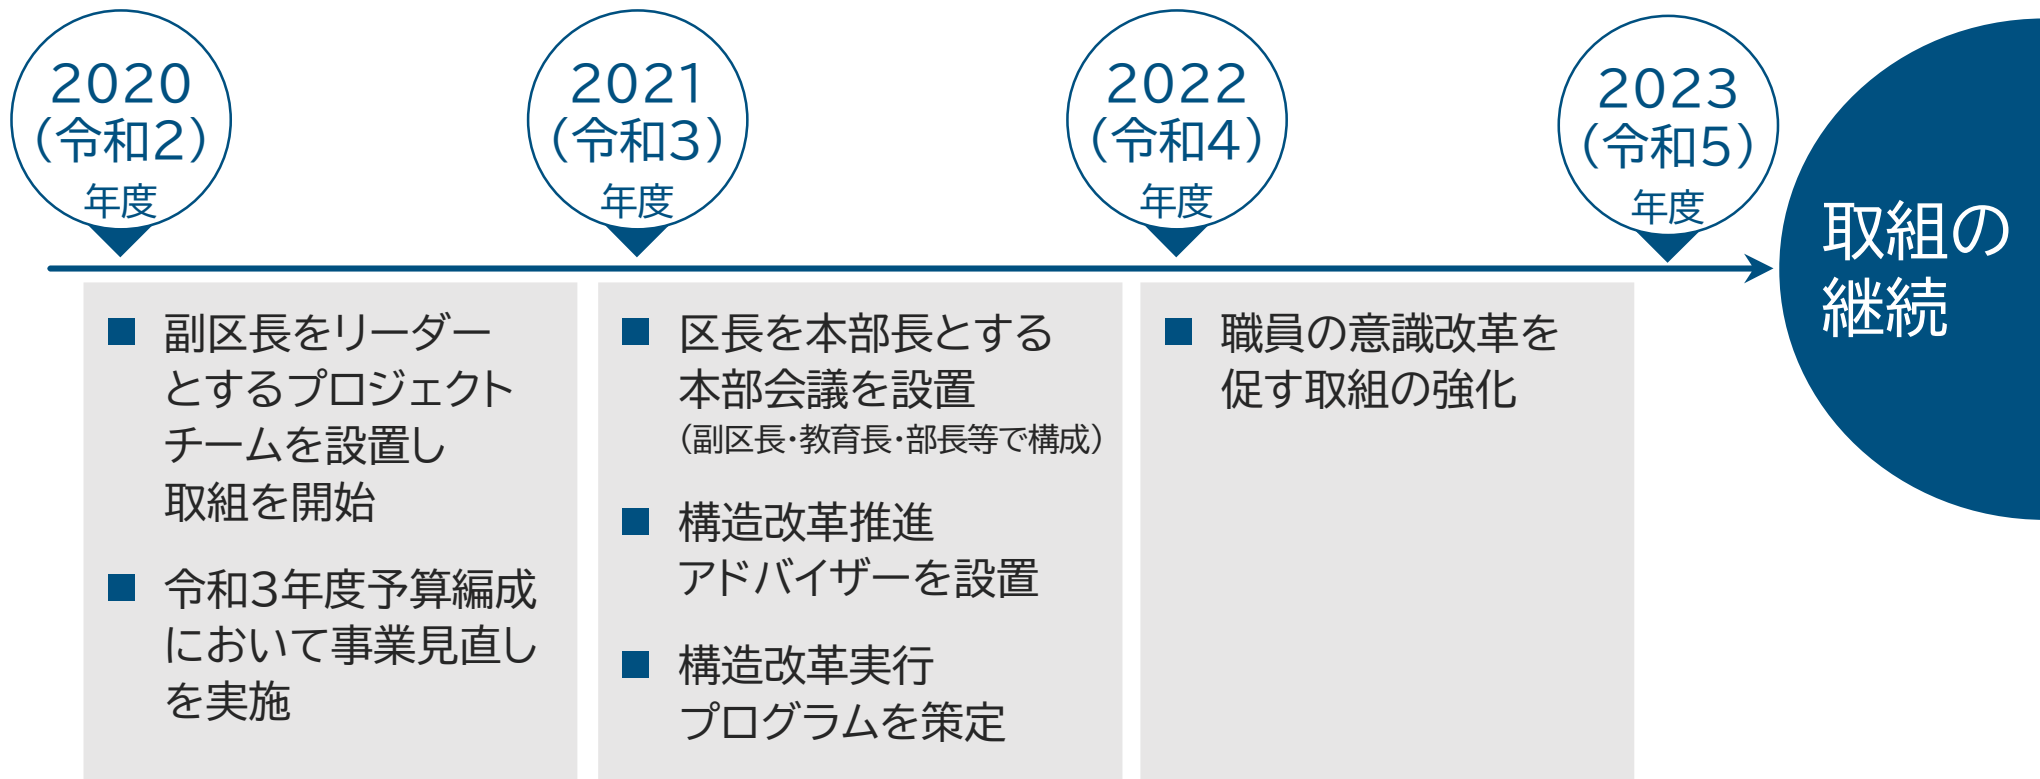 2020
（令和2）
年度
2021
（令和3）
年度
2022
（令和4）
年度
2023
（令和5）
年度
取組の
継続
副区長をリーダー
とするプロジェクト
チームを設置し
取組を開始
令和3年度予算編成
において事業見直し
を実施
区長を本部長とする
本部会議を設置
（副区長・教育長・部長等で構成）
構造改革推進
アドバイザーを設置
構造改革実行
プログラムを策定
職員の意識改革を
促す取組の強化